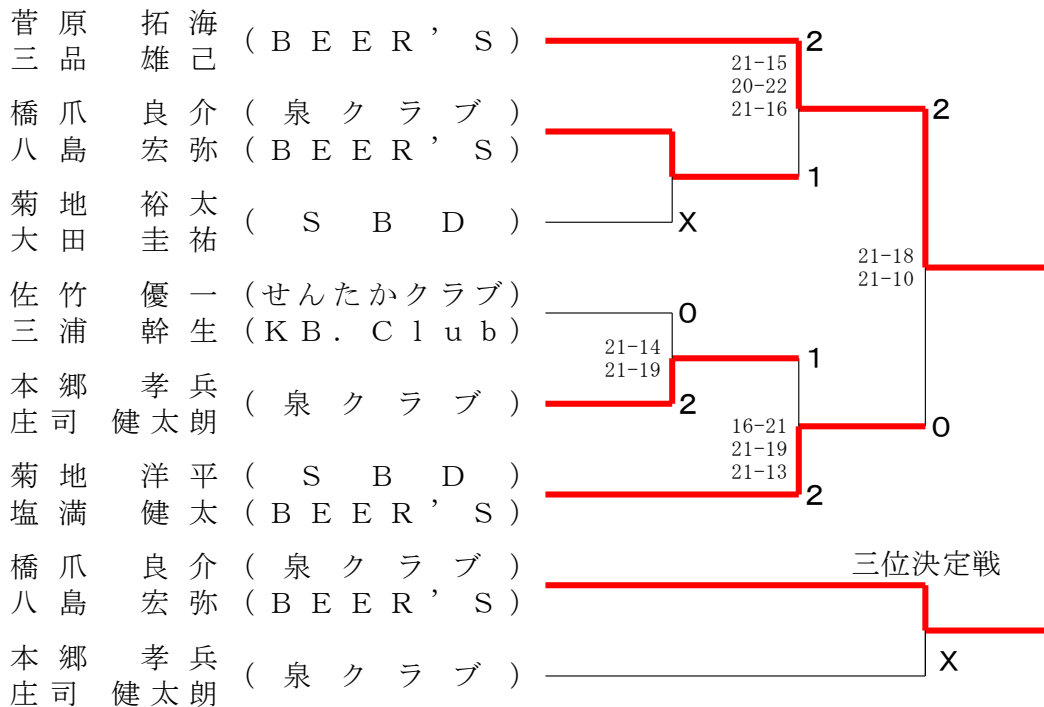 菅原 拓海 (BEER'S) 2
三品 雄己
21-15
20-22
21-16
2
橋爪 良介 (泉クラブ)
八島 宏弥 (BEER'S)
1
菊地 裕太 (SBD) X
大田 圭祐
21-18
21-10
佐竹 優一 (せんたかクラブ) 0
三浦 幹生 (KB.Club)
21-14
21-19
1
本郷 孝兵 (泉クラブ) 2
庄司 健太朗
16-21
21-19
21-13
0
菊地 洋平 (SBD)
塩満 健太 (BEER'S)
2
三位決定戦
橋爪 良介 (泉クラブ)
八島 宏弥 (BEER'S)
本郷 孝兵 (泉クラブ) X
庄司 健太朗